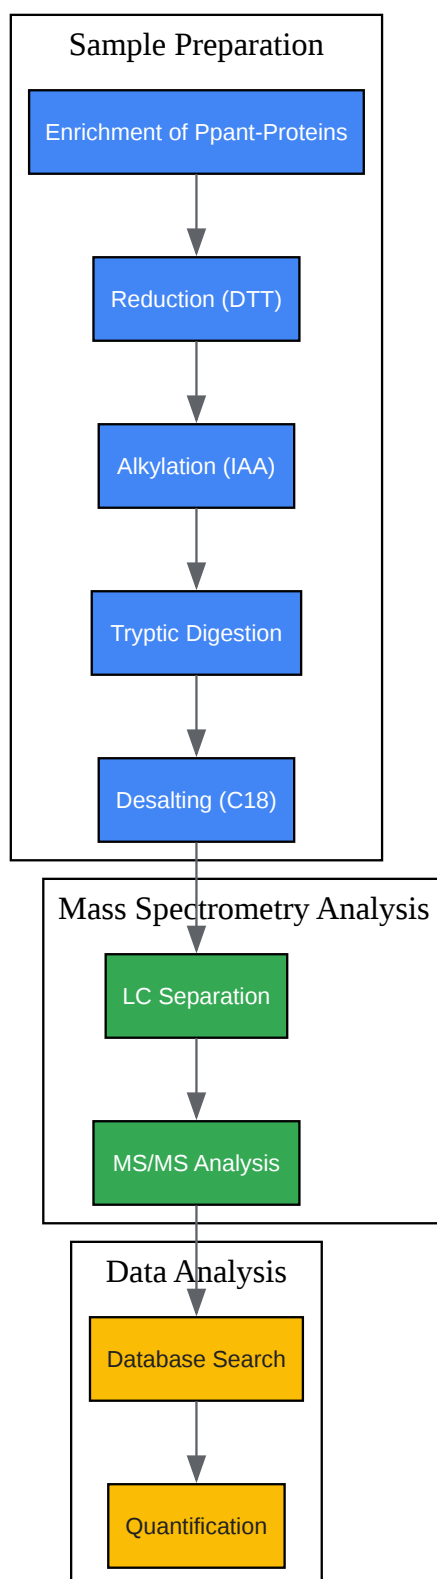 Sample Preparation
Enrichment of Ppant-Proteins
Reduction (DTT)
Alkylation (IAA)
Tryptic Digestion
Desalting (C18)
Mass Spectrometry Analysis
LC Separation
MS/MS Analysis
Data Analysis
Database Search
Quantification